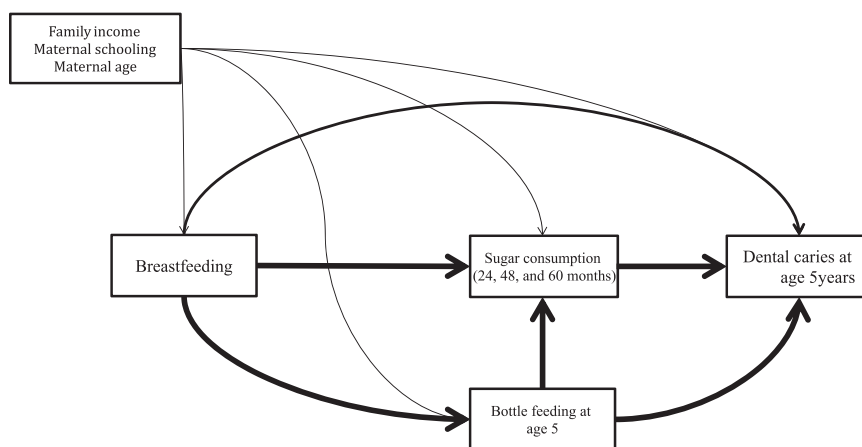 Family income
Maternal schooling
Maternal age
Breastfeeding
Sugar consumption
(24, 48, and 60 months)
Dental caries at
age 5years
Bottle feeding at
age 5